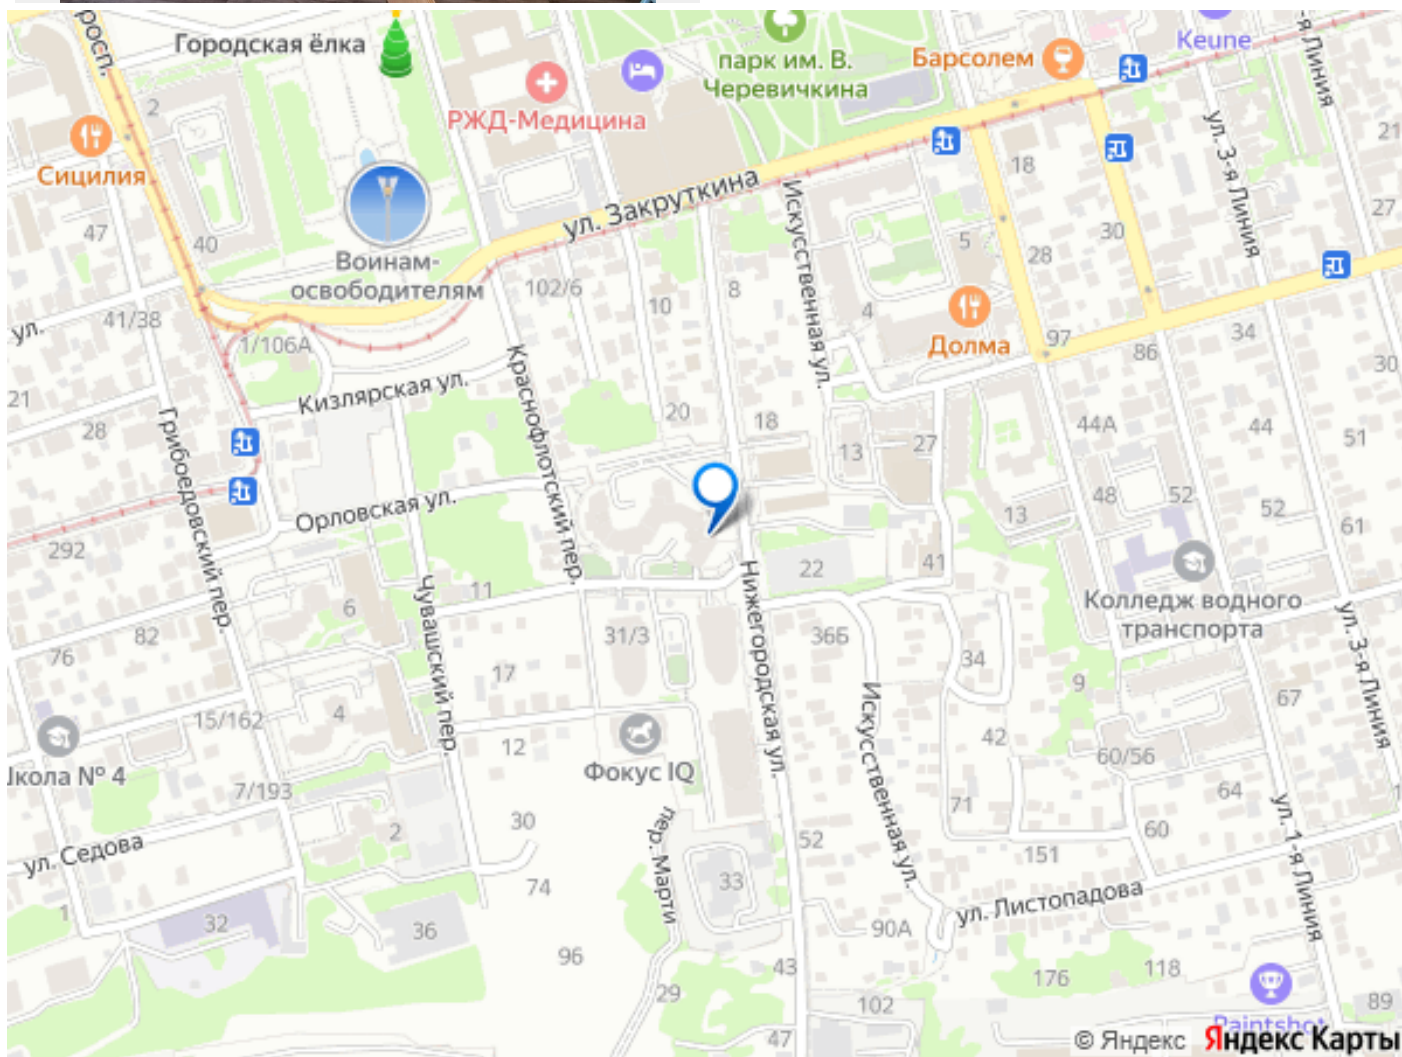 росп.
Городская ёлка
парк им. В.
Черевичкина
Барсолем
Keune
-я Линия
2
РЖД-Медицина
21
Сицилия
18
ул. 3-я Линия
ул. Закруткина
Искусственная ул.
27
47
40
5
30
28
Воинам-
освободителям
102/6
8
10
4
41/38
ул.
1/106А
Долма
97
86
34
30
Краснофлотский пер.
Кизлярская ул.
21
28
Грибоедовский пер.
20
18
44А
44
51
13
27
Орловская ул.
48
52
52
13
61
292
Чувашский пер.
11
Нижегородская ул.
22
41
Колледж водного
транспорта
6
82
76
31/3
36Б
34
ул. 3-я Линия
17
9
67
15/162
4
Искусственная ул.
12
42
60/56
Школа № 4
Фокус IQ
7/193
71
64
ул. 1-я Линия
1
30
пер. Марти
2
52
60
ул. Седова
151
74
33
ул. Листопадова
1
32
36
90А
96
43
176
118
29
102
89
47
Paintshot
© Яндекс Яндекс Карты